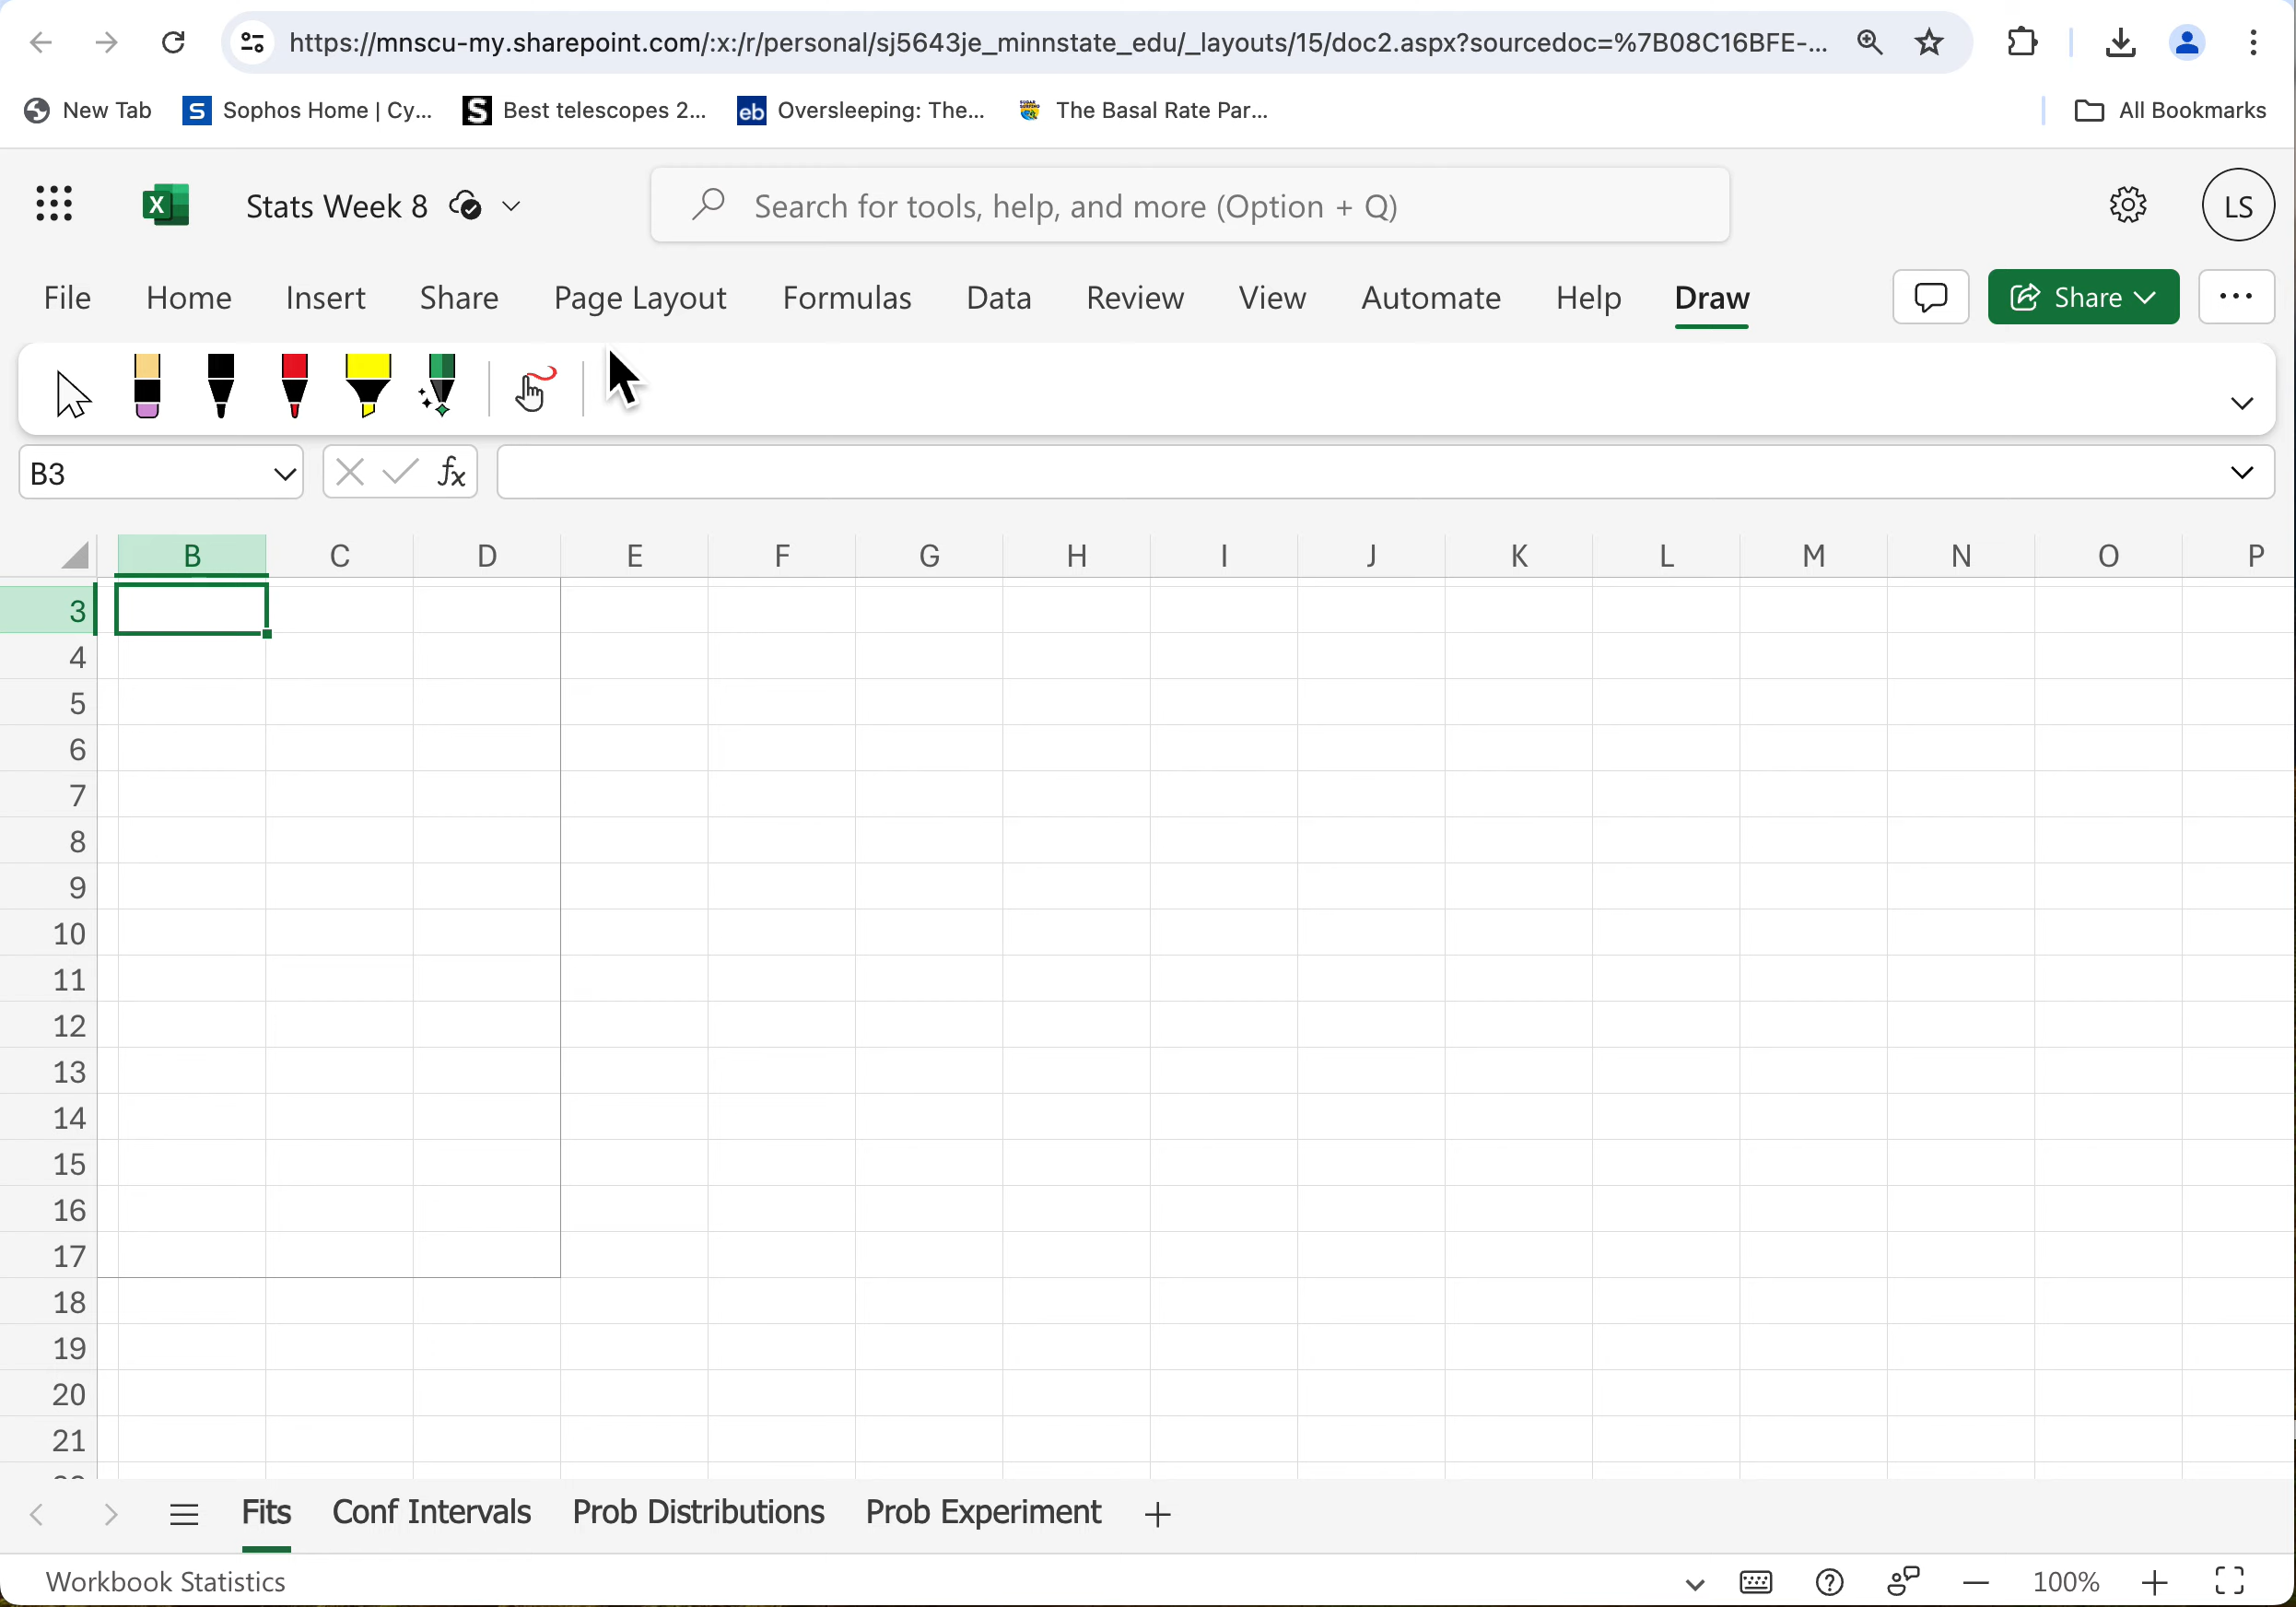 https://mnscu-my.sharepoint.com/:x:/r/personal/sj5643je_minnstate_edu/_layouts/15/doc2.aspx?sourcedoc=%7B08C16BFE-...
New Tab S Sophos Home | Cy... S Best telescopes 2... eb Oversleeping: The... The Basal Rate Par... All Bookmarks
X Stats Week 8 Search for tools, help, and more (Option + Q) LS
File Home Insert Share Page Layout Formulas Data Review View Automate Help Draw Share ...
B3 fx
B C D E F G H I J K L M N O P
3
4
5
6
7
8
9
10
11
12
13
14
15
16
17
18
19
20
21
Fits Conf Intervals Prob Distributions Prob Experiment +
Workbook Statistics 100%